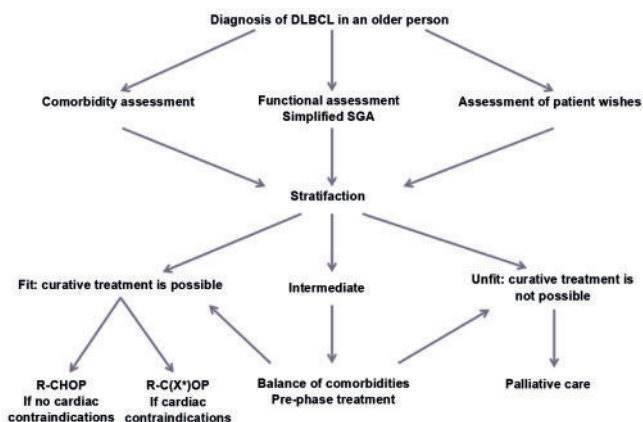 Diagnosis of DLBCL in an older person
Comorbidity assessment
Functional assessment
Simplified SGA
Assessment of patient wishes
Stratifaction
Fit: curative treatment is possible
Intermediate
Unfit: curative treatment is
not possible
R-CHOP
If no cardiac
contraindications
R-C(X*)OP
If cardiac
contraindications
Balance of comorbidities
Pre-phase treatment
Palliative care